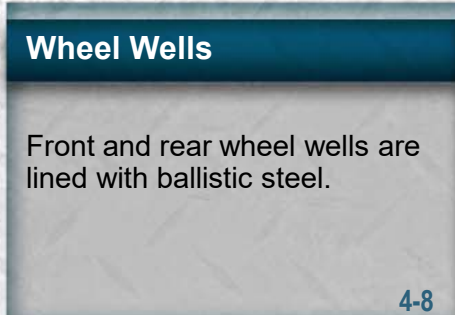 Wheel Wells
Front and rear wheel wells are
lined with ballistic steel.
4-8